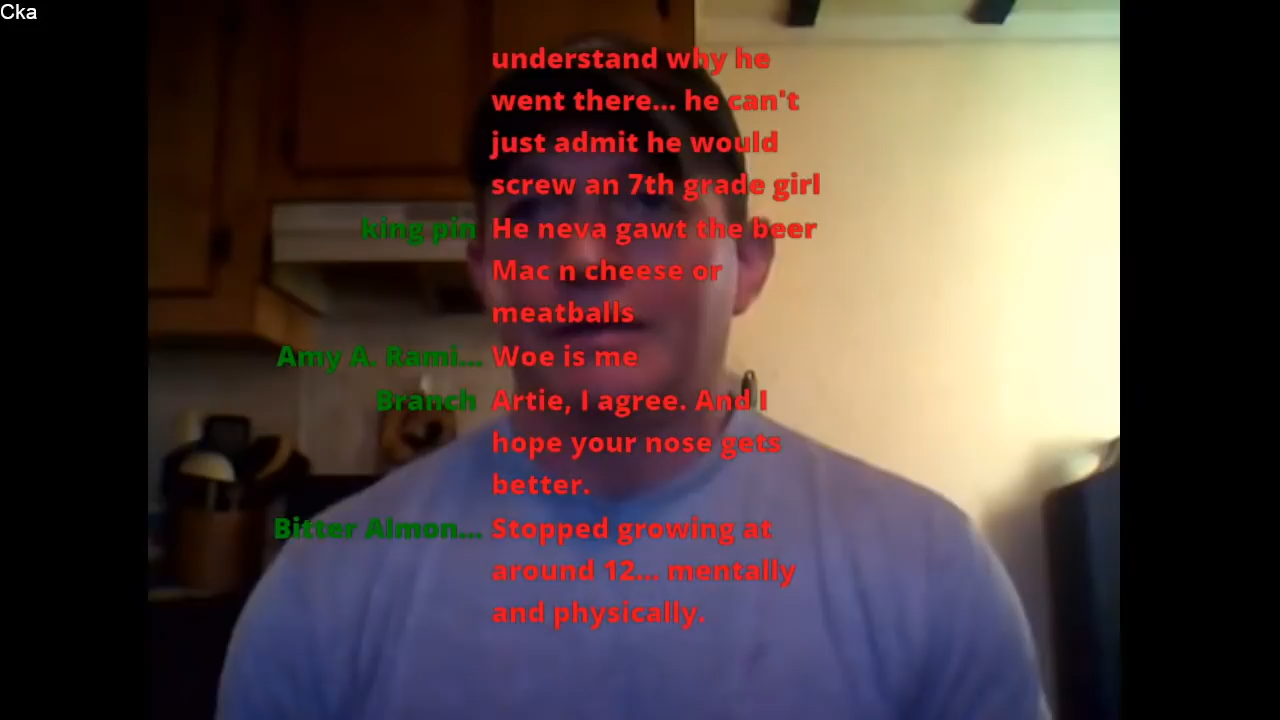 Cka
understand why he
went there... he can't
just admit he would
screw an 7th grade girl
king pin He neva gawt the beer
Mac n cheese or
meatballs
Amy A. Rami... Woe is me
Branch Artie, I agree. And I
hope your nose gets
better.
Bitter Almon... Stopped growing at
around 12... mentally
and physically.